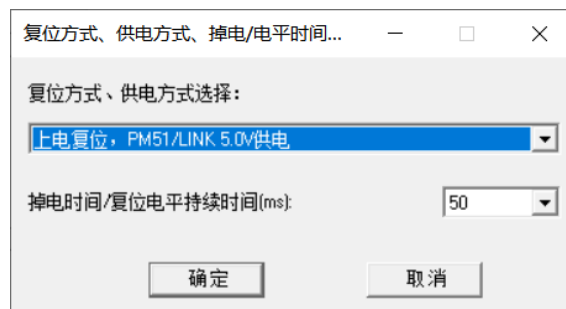 复位方式、供电方式、掉电/电平时间...
复位方式、供电方式选择：
上电复位，PM51/LINK 5.0V供电
掉电时间/复位电平持续时间(ms): 50
确定 取消